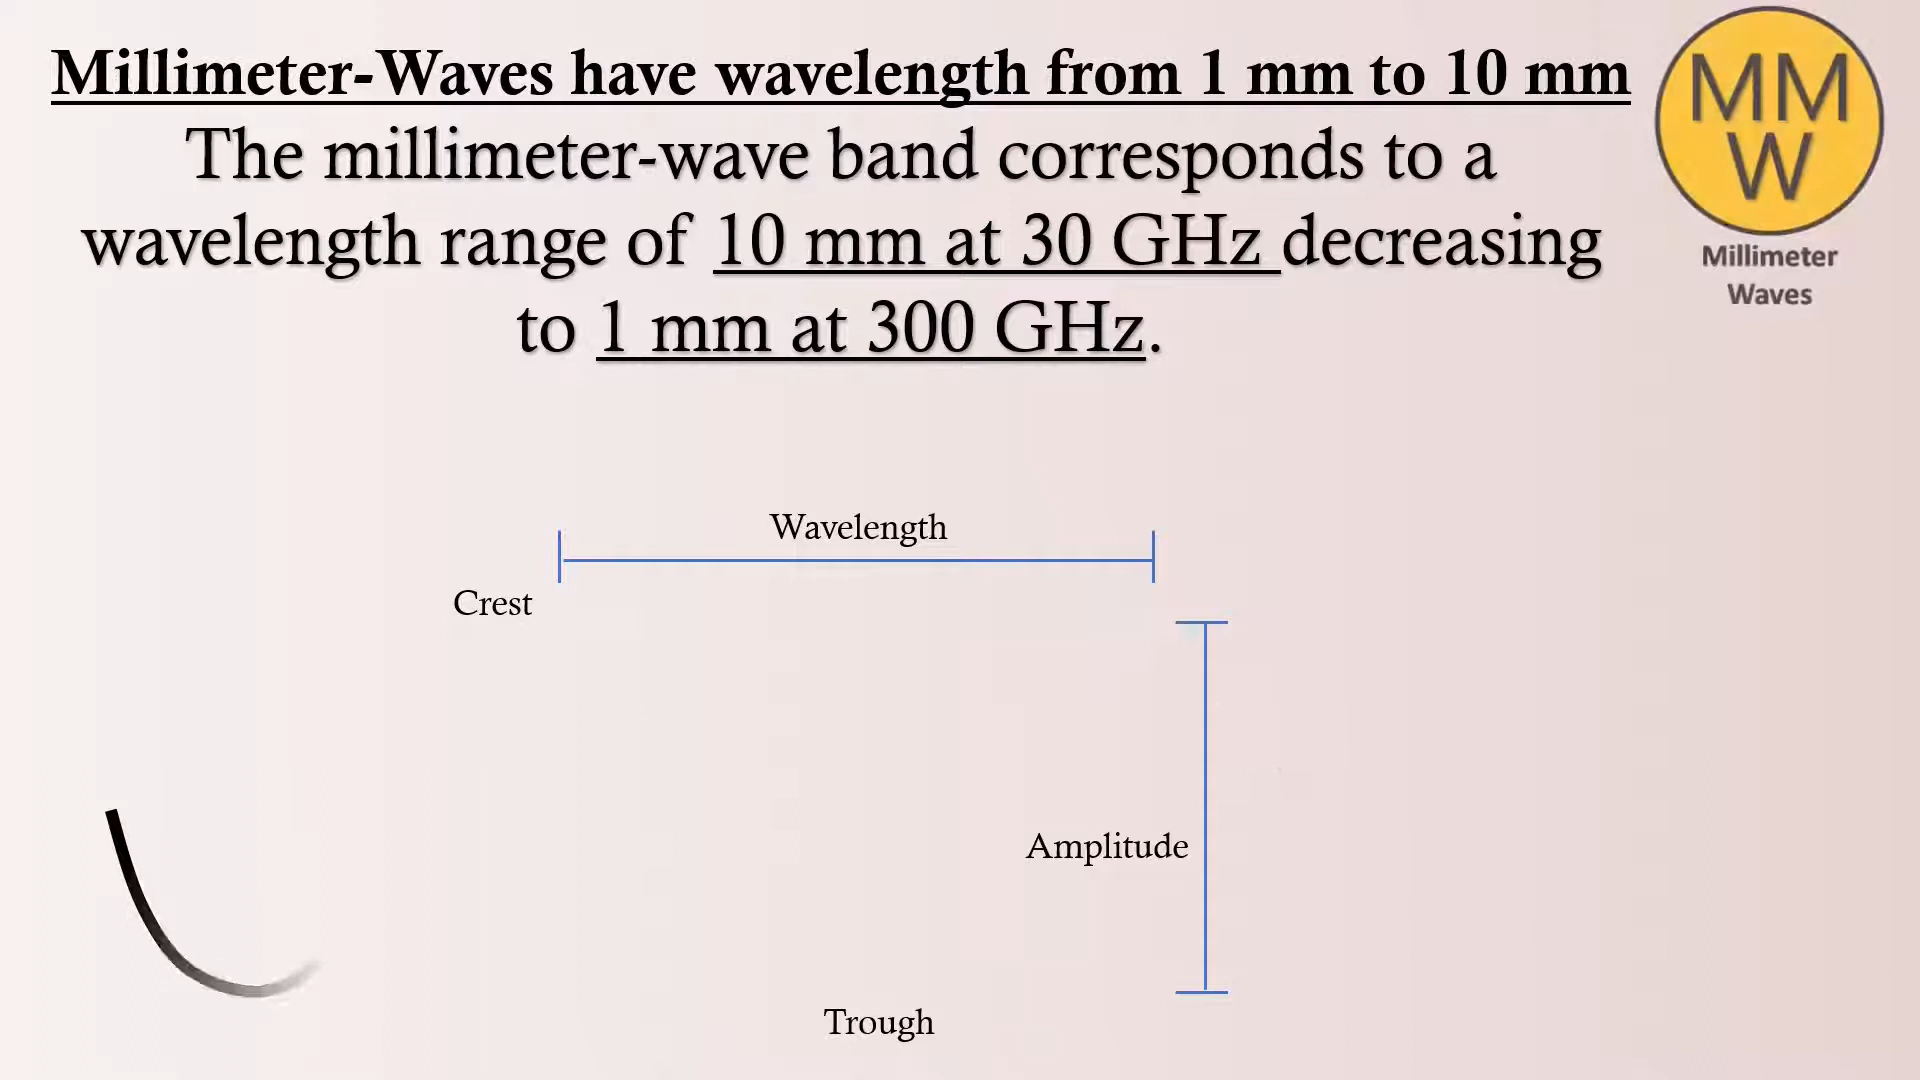 Millimeter-Waves have wavelength from 1 mm to 10 mm
The millimeter-wave band corresponds to a
wavelength range of 10 mm at 30 GHz decreasing
to 1 mm at 300 GHz.
MM
W
Millimeter
Waves
Wavelength
Crest
Amplitude
Trough